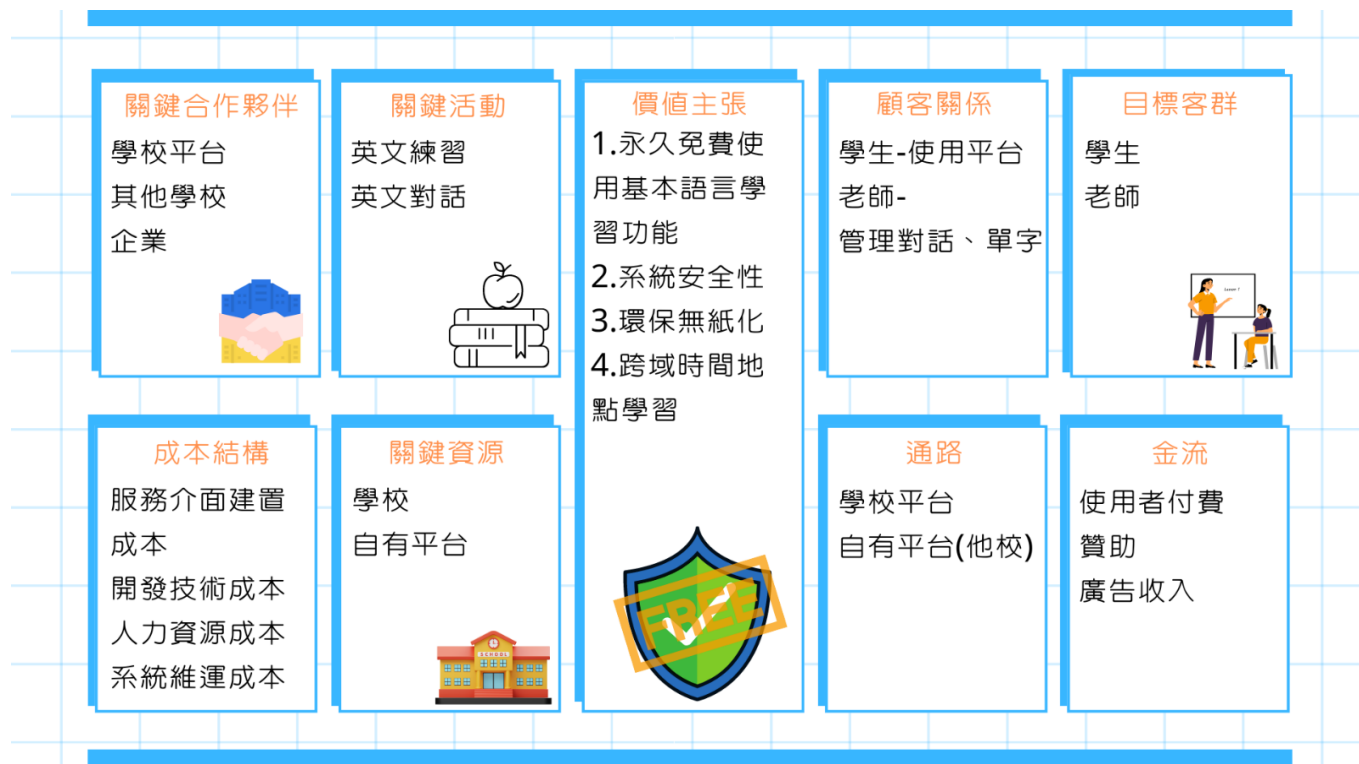 關鍵合作夥伴
學校平台
其他學校
企業
關鍵活動
英文練習
英文對話
價值主張
1.永久免費使
用基本語言學
習功能
2.系統安全性
3.環保無紙化
4.跨域時間地
點學習
FREE
顧客關係
學生-使用平台
老師-
管理對話、單字
目標客群
學生
老師
Lesson 1
成本結構
服務介面建置
成本
開發技術成本
人力資源成本
系統維運成本
關鍵資源
學校
自有平台
SCHOOL
通路
學校平台
自有平台(他校)
金流
使用者付費
贊助
廣告收入